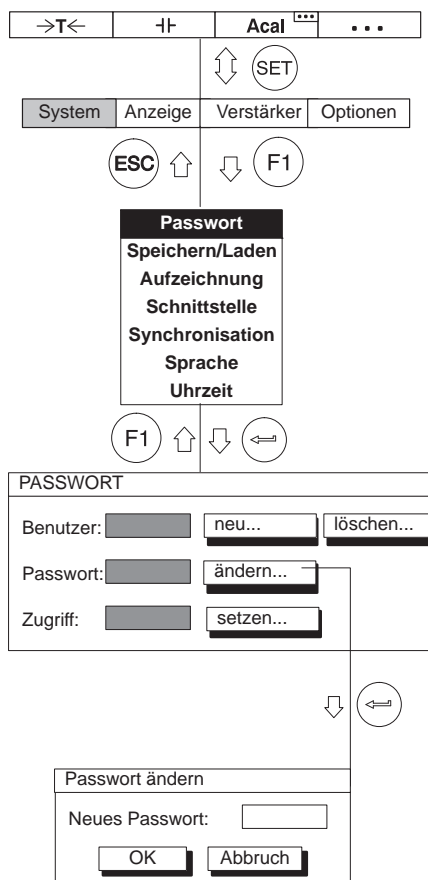 →T← ⊣⊢ Acal ... ...
SET
System Anzeige Verstärker Optionen
ESC F1
Passwort
Speichern/Laden
Aufzeichnung
Schnittstelle
Synchronisation
Sprache
Uhrzeit
F1
PASSWORT
Benutzer: neu... löschen...
Passwort: ändern...
Zugriff: setzen...
Passwort ändern
Neues Passwort:
OK Abbruch